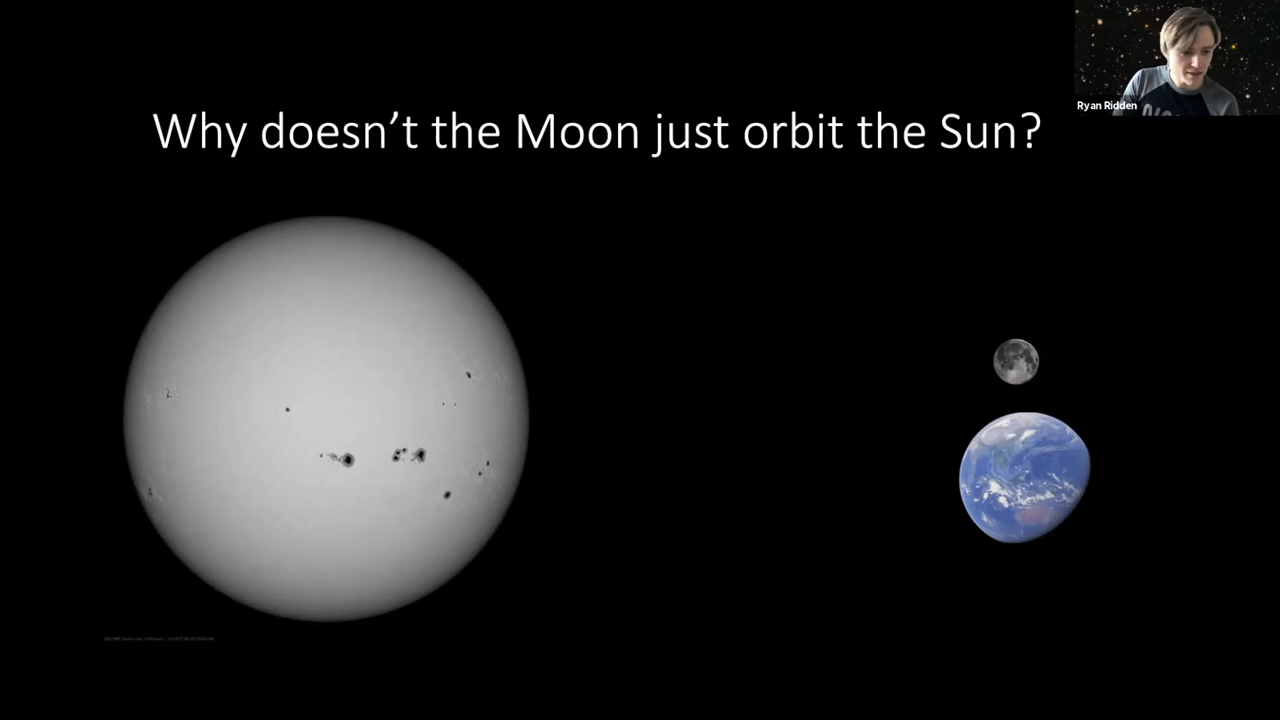 Ryan Ridden
Why doesn’t the Moon just orbit the Sun?